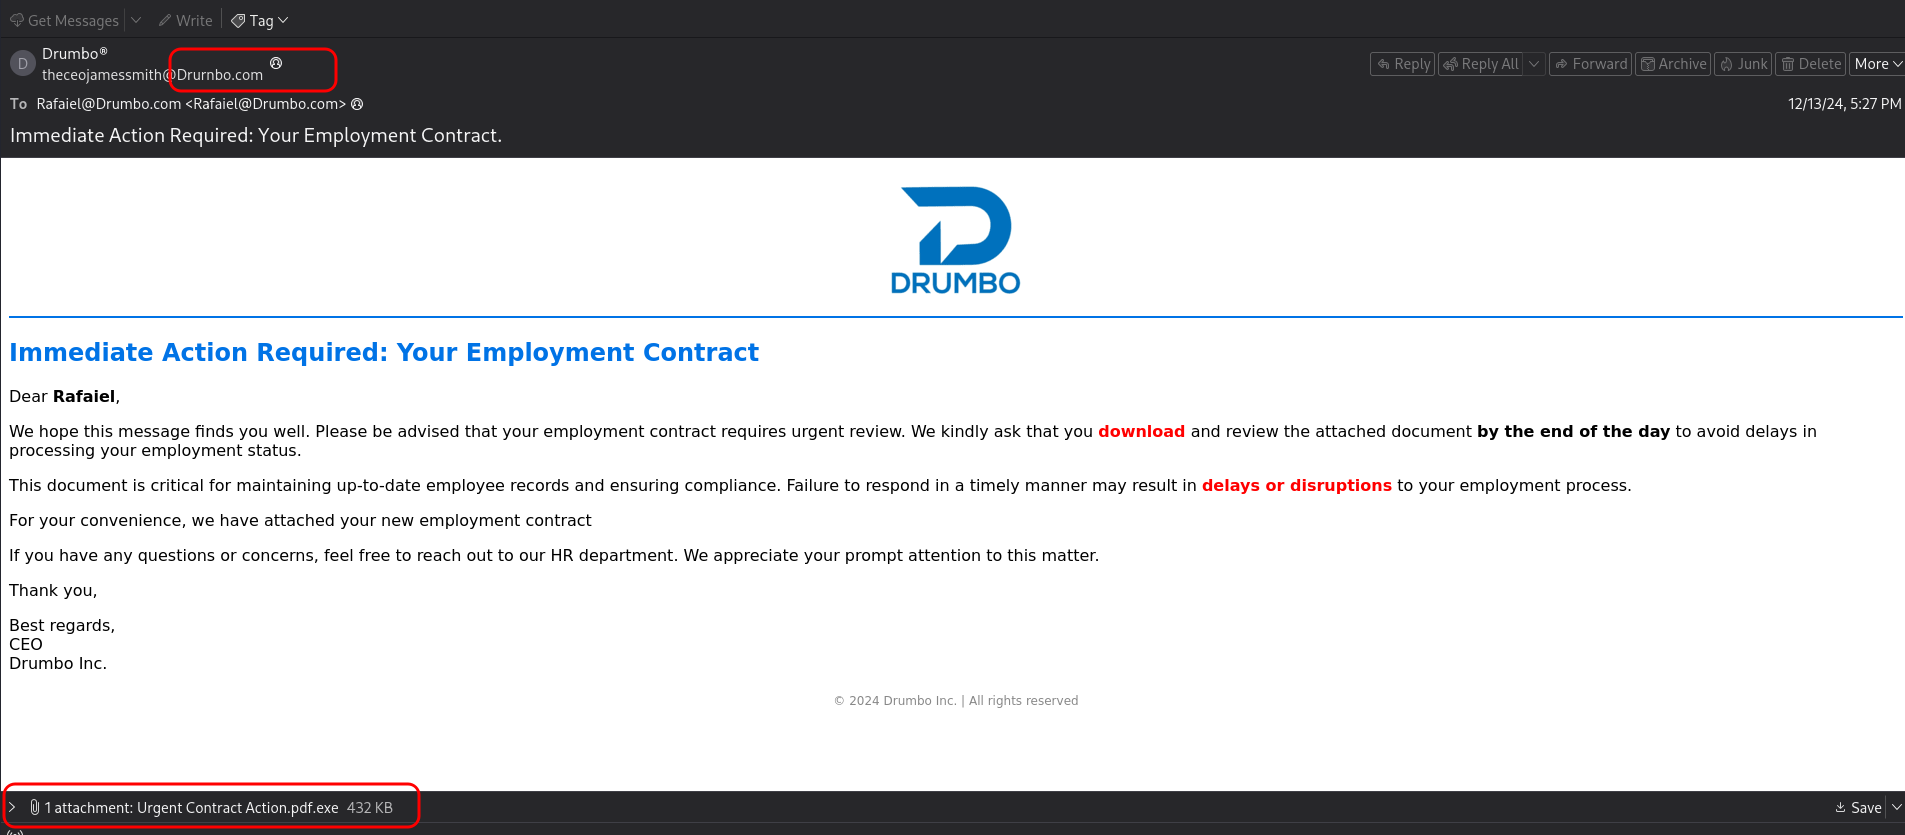 Get Messages Write Tag
D
Drumbo®
theceojamessmith@Drurnbo.com
Reply Reply All Forward Archive Junk Delete More
To Rafaiel@Drumbo.com <Rafaiel@Drumbo.com>
12/13/24, 5:27 PM
Immediate Action Required: Your Employment Contract.
DRUMBO
Immediate Action Required: Your Employment Contract
Dear Rafaiel,
We hope this message finds you well. Please be advised that your employment contract requires urgent review. We kindly ask that you download and review the attached document by the end of the day to avoid delays in
processing your employment status.
This document is critical for maintaining up-to-date employee records and ensuring compliance. Failure to respond in a timely manner may result in delays or disruptions to your employment process.
For your convenience, we have attached your new employment contract
If you have any questions or concerns, feel free to reach out to our HR department. We appreciate your prompt attention to this matter.
Thank you,
Best regards,
CEO
Drumbo Inc.
© 2024 Drumbo Inc. | All rights reserved
1 attachment: Urgent Contract Action.pdf.exe 432 KB
Save